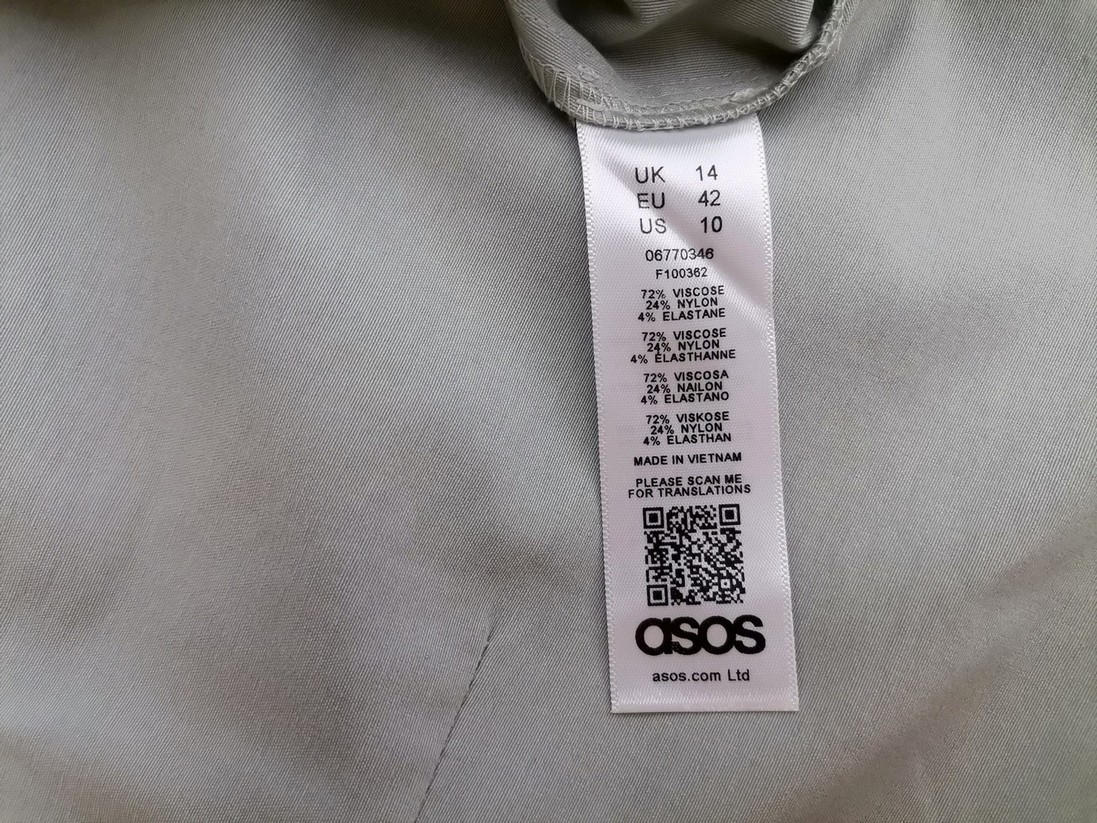 UK 14
EU 42
US 10
06770346
F100362
72% VISCOSE
24% NYLON
4% ELASTANE
72% VISCOSE
24% NYLON
4% ELASTHANNE
72% VISCOSA
24% NAILON
4% ELASTANO
72% VISKOSE
24% NYLON
4% ELASTHAN
MADE IN VIETNAM
PLEASE SCAN ME
FOR TRANSLATIONS
asos
asos.com Ltd